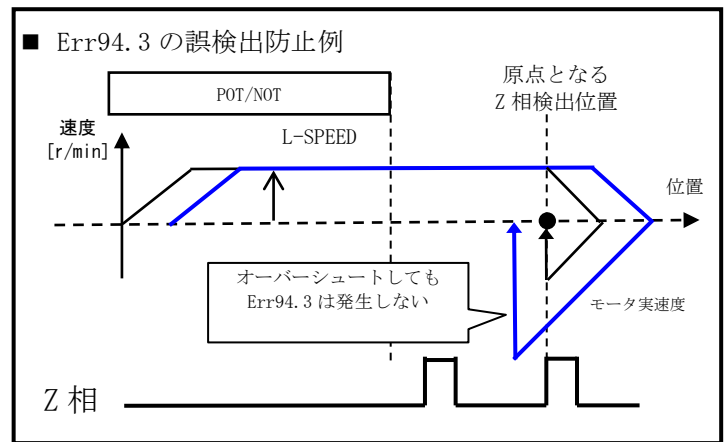 ■ Err94.3 の誤検出防止例
POT/NOT
原点となる
Z 相検出位置
速度
[r/min]
L-SPEED
位置
オーバーシュートしても
Err94.3 は発生しない
モータ実速度
Z 相